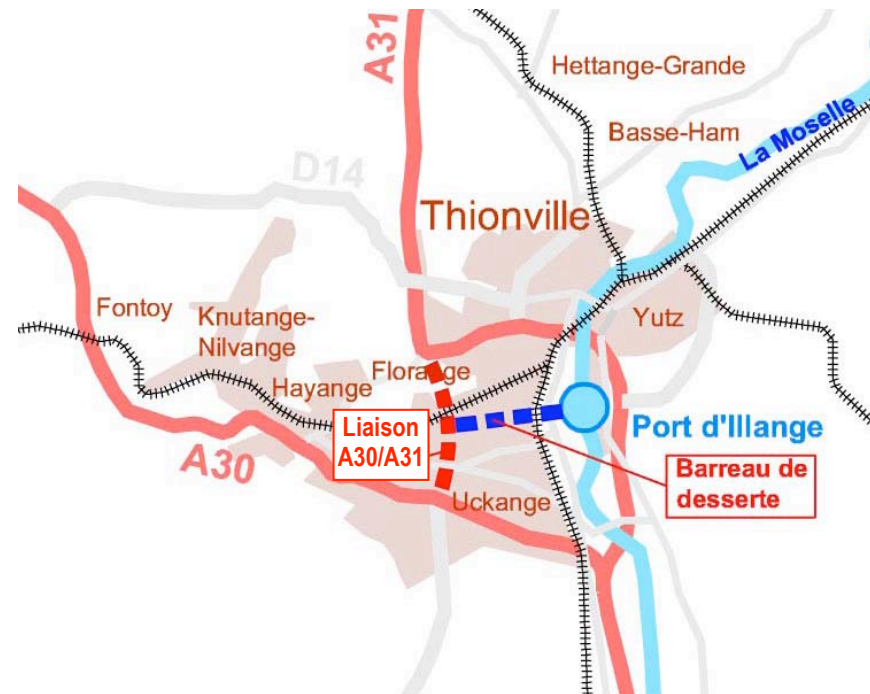 A31
Hettange-Grande
Basse-Ham
La Moselle
D14
Thionville
Fontoy
Knutange-
Nilvange
Yutz
Florange
Hayange
Liaison
A30/A31
Port d'Illange
A30
Barreau de
desserte
Uckange